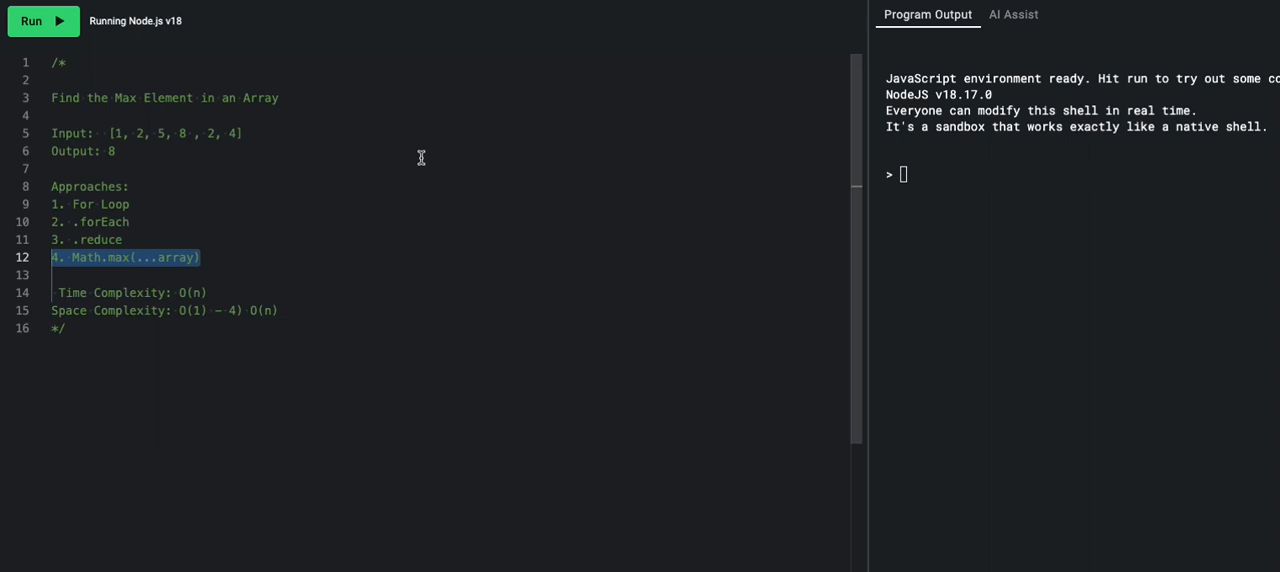 Run
Running Node.js v18
Program Output
AI Assist
1 /*
2
3 Find the Max Element in an Array
4
5 Input: [1, 2, 5, 8 , 2, 4]
6 Output: 8
7
8 Approaches:
9 1. For Loop
10 2. .forEach
11 3. .reduce
12 4. Math.max(...array)
13
14 Time Complexity: O(n)
15 Space Complexity: O(1) - 4) O(n)
16 */
JavaScript environment ready. Hit run to try out some co
NodeJS v18.17.0
Everyone can modify this shell in real time.
It's a sandbox that works exactly like a native shell.
>